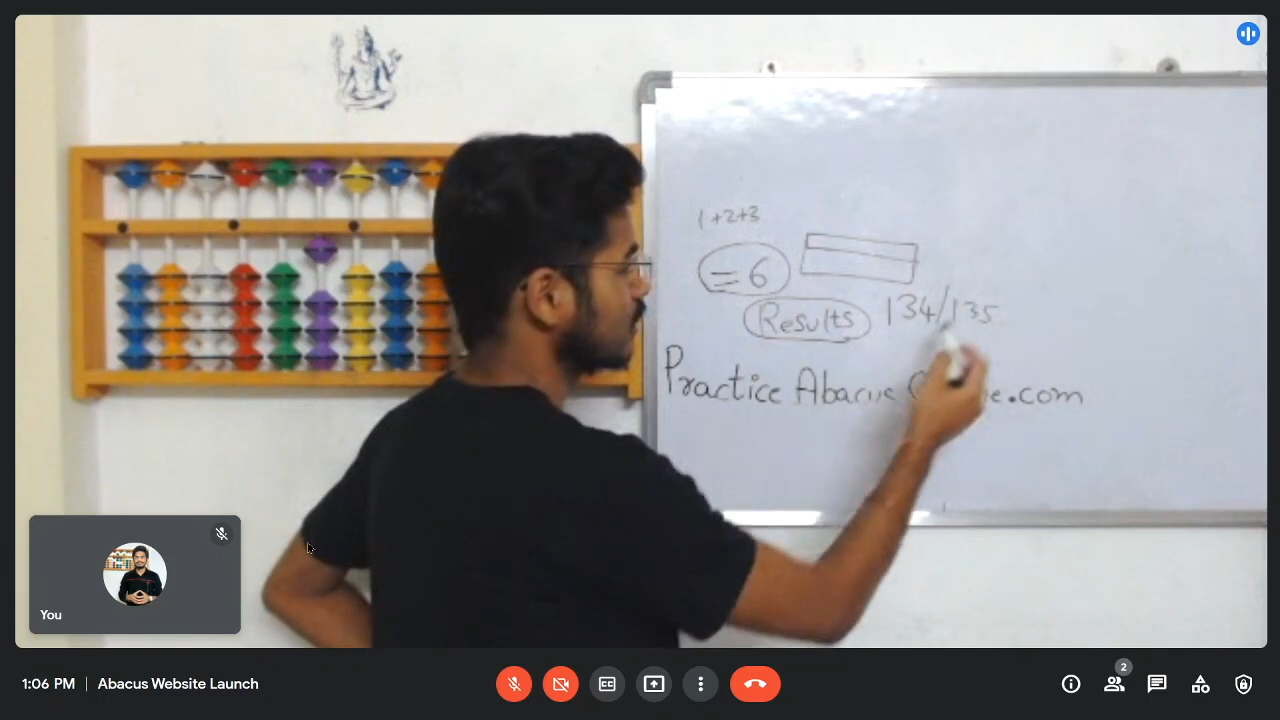 1+2+3
= 6
Results 134/135
Practice Abacus .com
You
1:06 PM | Abacus Website Launch
2